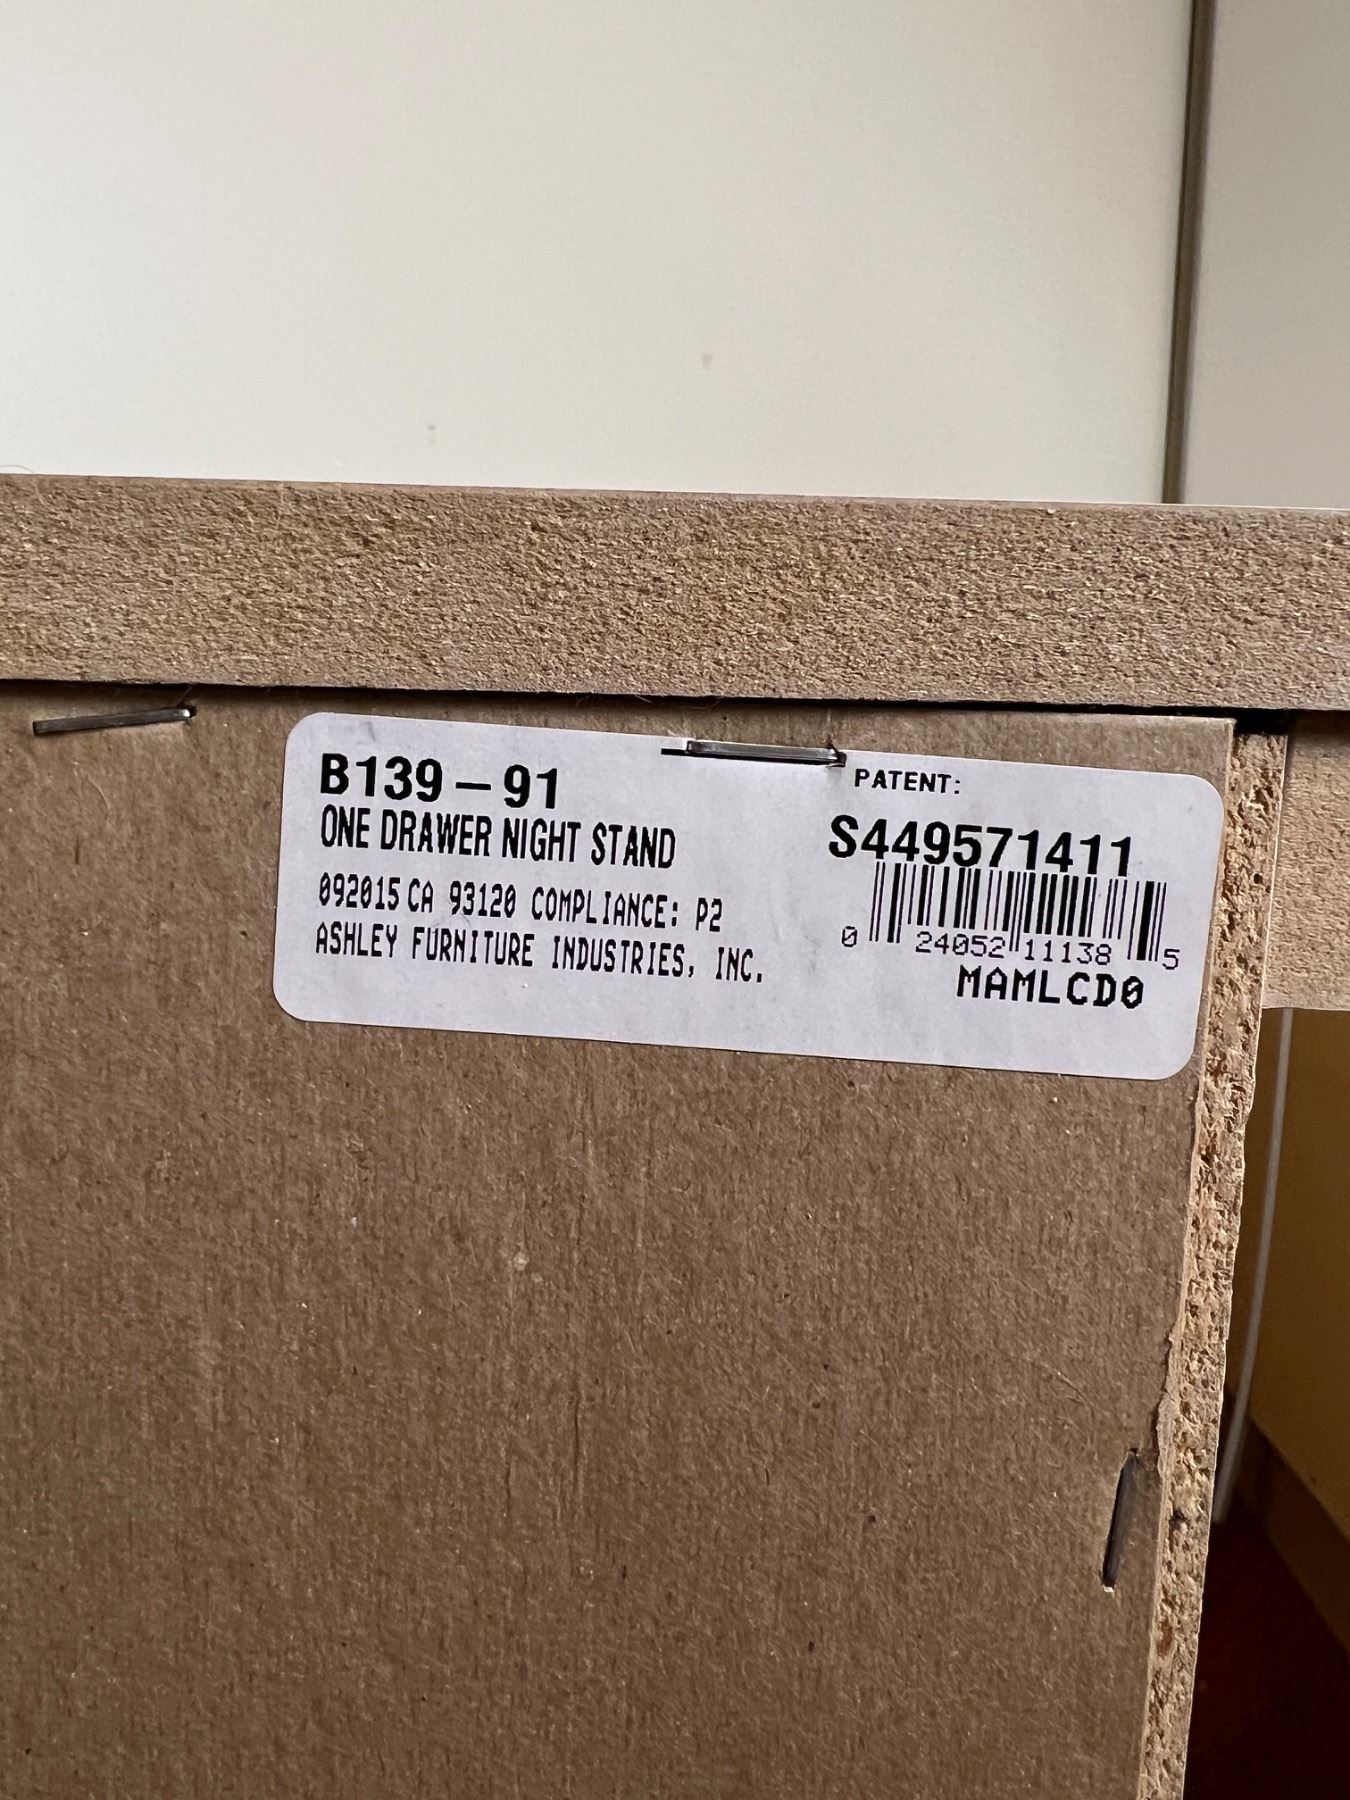 B139-91
ONE DRAWER NIGHT STAND
092015 CA 93120 COMPLIANCE: P2
ASHLEY FURNITURE INDUSTRIES, INC.
PATENT:
S449571411
0 24052 11138 5
MAMLCD0